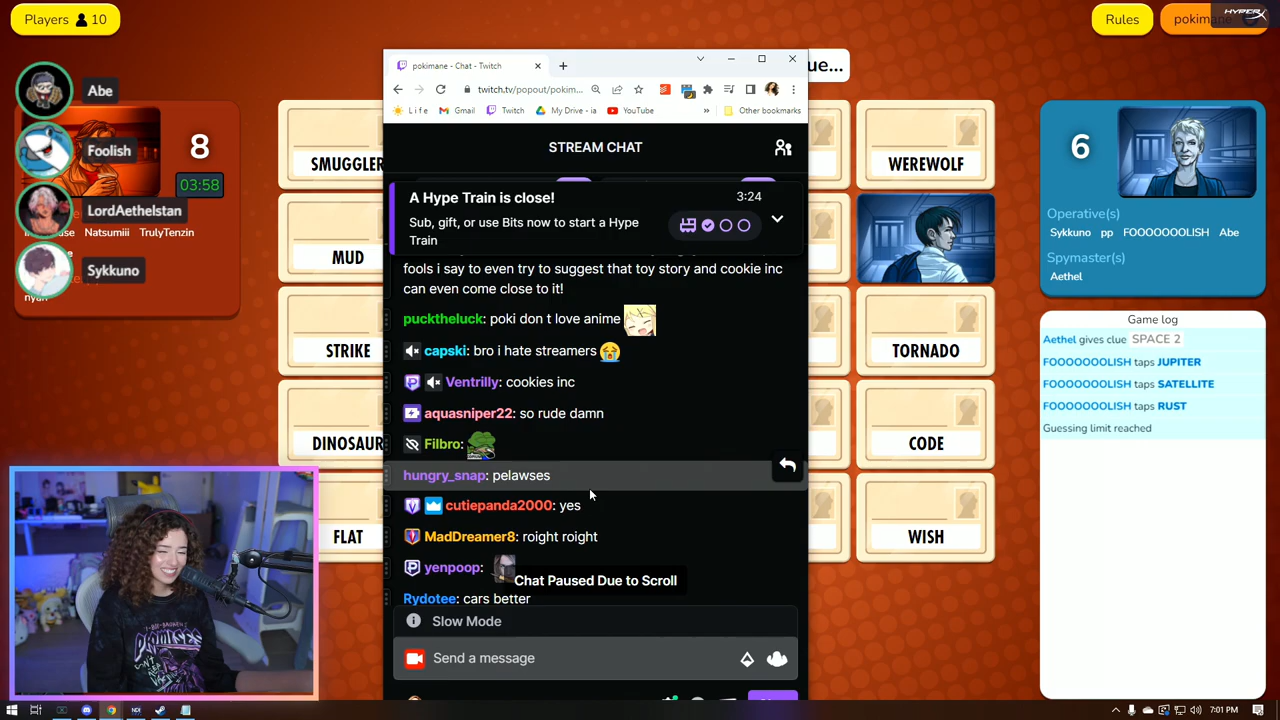 Players 10
Rules
pokimane
HYPERX
pokimane - Chat - Twitch
ue...
twitch.tv/popout/pokim...
Life
Gmail
Twitch
My Drive - ia
YouTube
»
Other bookmarks
STREAM CHAT
A Hype Train is close!
3:24
Sub, gift, or use Bits now to start a Hype
Train
fools i say to even try to suggest that toy story and cookie inc
can even come close to it!
pucktheluck: poki don t love anime
capski: bro i hate streamers
Ventrilly: cookies inc
aquasniper22: so rude damn
Filbro:
hungry_snap: pelawses
cutiepanda2000: yes
MadDreamer8: roight roight
yenpoop:
Chat Paused Due to Scroll
Rydotee: cars better
Slow Mode
Send a message
Abe
Foolish
LordAethelstan
Sykkuno
8
03:58
Natsumiii
TrulyTenzin
nyan
SMUGGLER
MUD
STRIKE
DINOSAUR
FLAT
WEREWOLF
TORNADO
CODE
WISH
6
Operative(s)
Sykkuno pp FOOOOOOOLISH Abe
Spymaster(s)
Aethel
Game log
Aethel gives clue SPACE 2
FOOOOOOOLISH taps JUPITER
FOOOOOOOLISH taps SATELLITE
FOOOOOOOLISH taps RUST
Guessing limit reached
7:01 PM